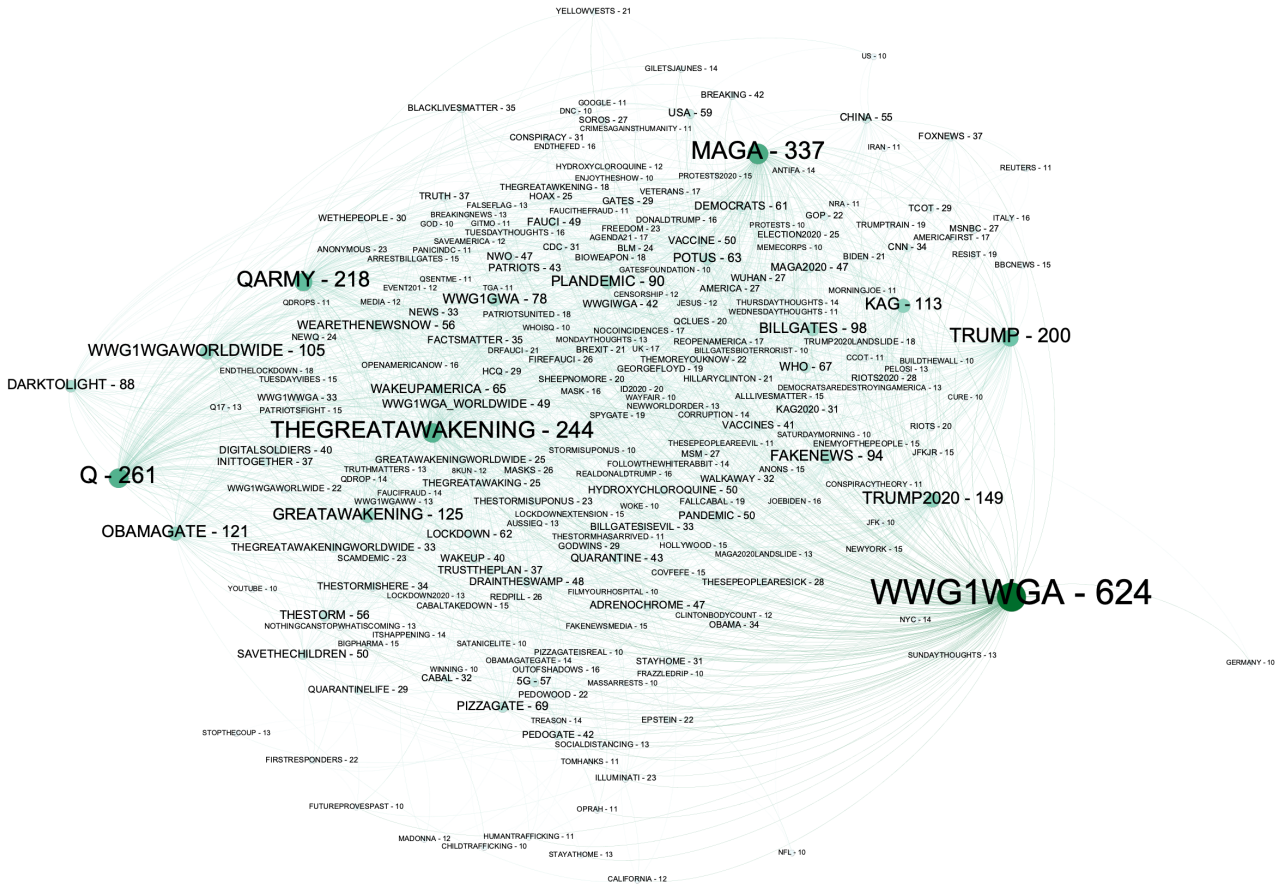 YELLOWVESTS - 21
US - 10
GILETSJAUNES - 14
BREAKING - 42
BLACKLIVESMATTER - 35
GOOGLE - 11
DNC - 10
USA - 59
SOROS - 27
CHINA - 55
CRIMESAGAINSTHUMANITY - 11
CONSPIRACY - 31
FOXNEWS - 37
ENDTHEFED - 16
IRAN - 11
MAGA - 337
HYDROXYCLOROQUINE - 12
REUTERS - 11
ANTIFA - 14
ENJOYTHESHOW - 10
PROTESTS2020 - 15
THEGREATAWKENING - 18
VETERANS - 17
TRUTH - 37
HOAX - 25
GATES - 29
FALSEFLAG - 13
DEMOCRATS - 61
NRA - 11
TCOT - 29
BREAKINGNEWS - 13
FAUCITHEFRAUD - 11
GOP - 22
WETHEPEOPLE - 30
GOD - 10
GITMO - 11
FAUCI - 49
DONALDTRUMP - 16
ITALY - 16
PROTESTS - 10
TRUMPTRAIN - 19
MSNBC - 27
TUESDAYTHOUGHTS - 16
FREEDOM - 23
ELECTION2020 - 25
AMERICAFIRST - 17
SAVEAMERICA - 12
AGENDA21 - 17
VACCINE - 50
ANONYMOUS - 23
PANICINDC - 11
CDC - 31
BLM - 24
MEMECORPS - 10
CNN - 34
RESIST - 19
ARRESTBILLGATES - 15
NWO - 47
BIOWEAPON - 18
POTUS - 63
BIDEN - 21
BBCNEWS - 15
PATRIOTS - 43
GATESFOUNDATION - 10
MAGA2020 - 47
QARMY - 218
QSENTME - 11
PLANDEMIC - 90
WUHAN - 27
EVENT201 - 12
TGA - 11
AMERICA - 27
MORNINGJOE - 11
QDROPS - 11
MEDIA - 12
WWG1GWA - 78
CENSORSHIP - 12
WWGIWGA - 42
JESUS - 12
THURSDAYTHOUGHTS - 14
KAG - 113
NEWS - 33
PATRIOTSUNITED - 18
WEDNESDAYTHOUGHTS - 11
WEARETHENEWSNOW - 56
WHOISQ - 10
NOCOINCIDENCES - 17
QCLUES - 20
BILLGATES - 98
NEWQ - 24
FACTSMATTER - 35
MONDAYTHOUGHTS - 13
REOPENAMERICA - 17
TRUMP2020LANDSLIDE - 18
TRUMP - 200
WWG1WGAWORLDWIDE - 105
DRFAUCI - 21
BREXIT - 21
UK - 17
BILLGATESBIOTERRORIST - 10
FIREFAUCI - 26
THEMOREYOUKNOW - 22
CCOT - 11
BUILDTHEWALL - 10
OPENAMERICANOW - 16
ENDTHELOCKDOWN - 18
HCQ - 29
GEORGEFLOYD - 19
WHO - 67
PELOSI - 13
DARKTOLIGHT - 88
TUESDAYVIBES - 15
SHEEPNOMORE - 20
HILLARYCLINTON - 21
RIOTS2020 - 28
WAKEUPAMERICA - 65
MASK - 16
ID2020 - 20
DEMOCRATSAREDESTROYINGAMERICA - 13
WWG1WWGA - 33
WAYFAIR - 10
ALLLIVESMATTER - 15
CURE - 10
Q17 - 13
PATRIOTSFIGHT - 15
WWG1WGA_WORLDWIDE - 49
NEWWORLDORDER - 13
KAG2020 - 31
SPYGATE - 19
CORRUPTION - 14
THEGREATAWAKENING - 244
VACCINES - 41
RIOTS - 20
SATURDAYMORNING - 10
THESEPEOPLEAREEVIL - 11
ENEMYOFTHEPEOPLE - 15
DIGITALSOLDIERS - 40
STORMISUPONUS - 10
MSM - 27
FAKENEWS - 94
JFKJR - 15
INITTOGETHER - 37
GREATAWAKENINGWORLDWIDE - 25
FOLLOWTHEWHITERABBIT - 14
TRUTHMATTERS - 13
8KUN - 12
MASKS - 26
ANONS - 15
Q - 261
QDROP - 14
REALDONALDTRUMP - 16
WALKAWAY - 32
THEGREATAWAKING - 25
CONSPIRACYTHEORY - 11
WWG1WGAWORLWIDE - 22
FAUCIFRAUD - 14
HYDROXYCHLOROQUINE - 50
WWG1WGAWW - 13
THESTORMISUPONUS - 23
FALLCABAL - 19
JOEBIDEN - 16
TRUMP2020 - 149
WOKE - 10
GREATAWAKENING - 125
LOCKDOWNEXTENSION - 15
PANDEMIC - 50
AUSSIEQ - 13
BILLGATESISEVIL - 33
JFK - 10
OBAMAGATE - 121
LOCKDOWN - 62
THESTORMHASARRIVED - 11
THEGREATAWAKENINGWORLDWIDE - 33
GODWINS - 29
HOLLYWOOD - 15
NEWYORK - 15
SCAMDEMIC - 23
WAKEUP - 40
QUARANTINE - 43
MAGA2020LANDSLIDE - 13
TRUSTTHEPLAN - 37
COVFEFE - 15
DRAINTHESWAMP - 48
THESEPEOPLEARESICK - 28
YOUTUBE - 10
THESTORMISHERE - 34
FILMYOURHOSPITAL - 10
WWG1WGA - 624
LOCKDOWN2020 - 13
REDPILL - 26
CABALTAKEDOWN - 15
ADRENOCHROME - 47
THESTORM - 56
CLINTONBODYCOUNT - 12
NYC - 14
NOTHINGCANSTOPWHATISCOMING - 13
FAKENEWSMEDIA - 15
OBAMA - 34
ITSHAPPENING - 14
BIGPHARMA - 15
SATANICELITE - 10
SAVETHECHILDREN - 50
PIZZAGATEISREAL - 10
SUNDAYTHOUGHTS - 13
OBAMAGATEGATE - 14
STAYHOME - 31
GERMANY - 10
WINNING - 10
OUTOFSHADOWS - 16
CABAL - 32
FRAZZLEDRIP - 10
5G - 57
MASSARRESTS - 10
QUARANTINELIFE - 29
PEDOWOOD - 22
PIZZAGATE - 69
TREASON - 14
EPSTEIN - 22
STOPTHECOUP - 13
PEDOGATE - 42
SOCIALDISTANCING - 13
FIRSTRESPONDERS - 22
TOMHANKS - 11
ILLUMINATI - 23
FUTUREPROVESPAST - 10
OPRAH - 11
MADONNA - 12
HUMANTRAFFICKING - 11
CHILDTRAFFICKING - 10
STAYATHOME - 13
NFL - 10
CALIFORNIA - 12